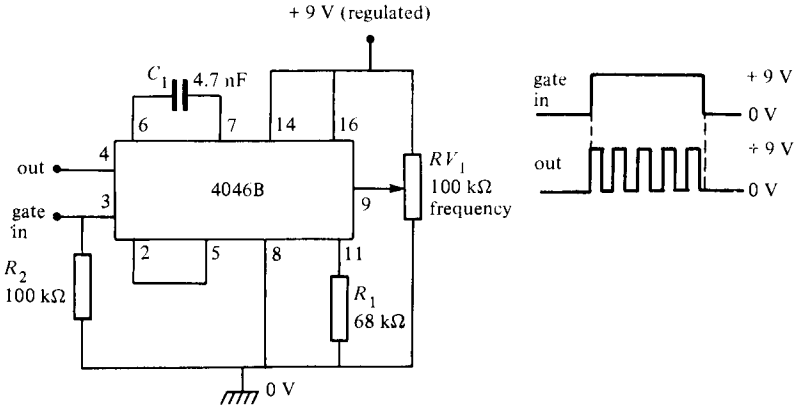 + 9 V (regulated)
C1 4.7 nF
6 7 14 16
4
out
4046B
3
gate
in
9
RV1
100 kΩ
frequency
2 5 8 11
R2
100 kΩ
R1
68 kΩ
0 V
gate
in
+ 9 V
0 V
out
+ 9 V
0 V